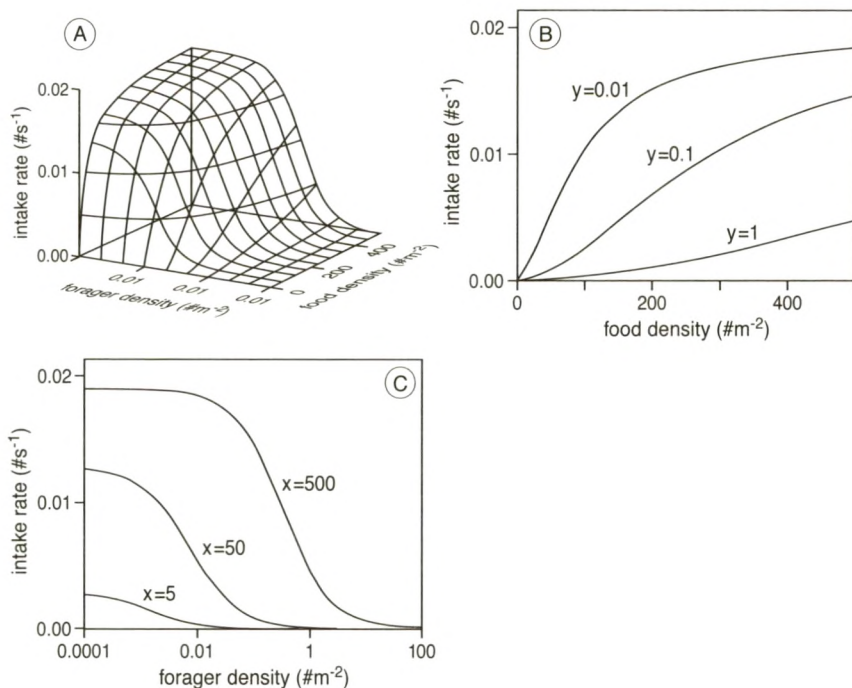 A
intake rate (#s-1)
0.02
0.01
0.00
0.01
0.01
0.01
forager density (#m-2)
0
200
400
food density (#m-2)
B
intake rate (#s-1)
0.02
0.01
0.00
y=0.01
y=0.1
y=1
0
200
400
food density (#m-2)
C
intake rate (#s-1)
0.02
0.01
0.00
x=500
x=50
x=5
0.0001
0.01
1
100
forager density (#m-2)